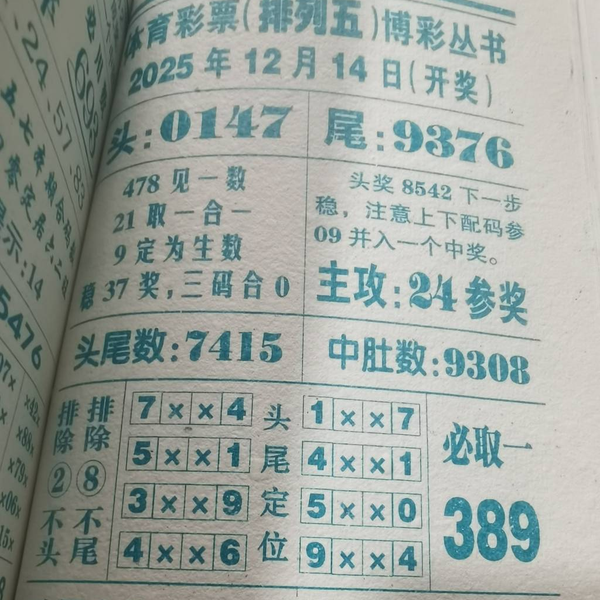 体育彩票(排列五)博彩丛书
2025年12月14日(开奖)
头:0147
尾:9376
478见一数
21取一合一
9定为生数
稳37奖,三码合0
头奖8542下一步
稳，注意上下配码参
09并入一个中奖。
主攻:24参奖
头尾数:7415
中肚数:9308
排除②不头
排除⑧不尾
7××4
5××1
3××9
4××6
头尾定位
1××7
4××1
5××0
9××4
必取一
389
5476